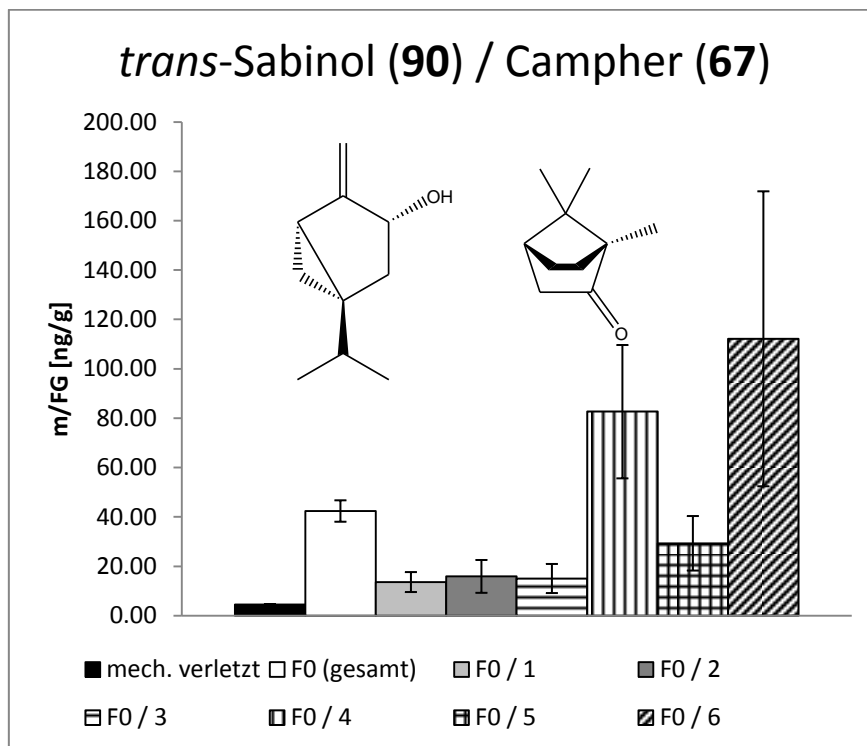 trans-Sabinol (90) / Campher (67)
m/FG [ng/g]
200.00
180.00
160.00
140.00
120.00
100.00
80.00
60.00
40.00
20.00
0.00
OH
O
mech. verletzt F0 (gesamt) F0 / 1 F0 / 2
F0 / 3 F0 / 4 F0 / 5 F0 / 6